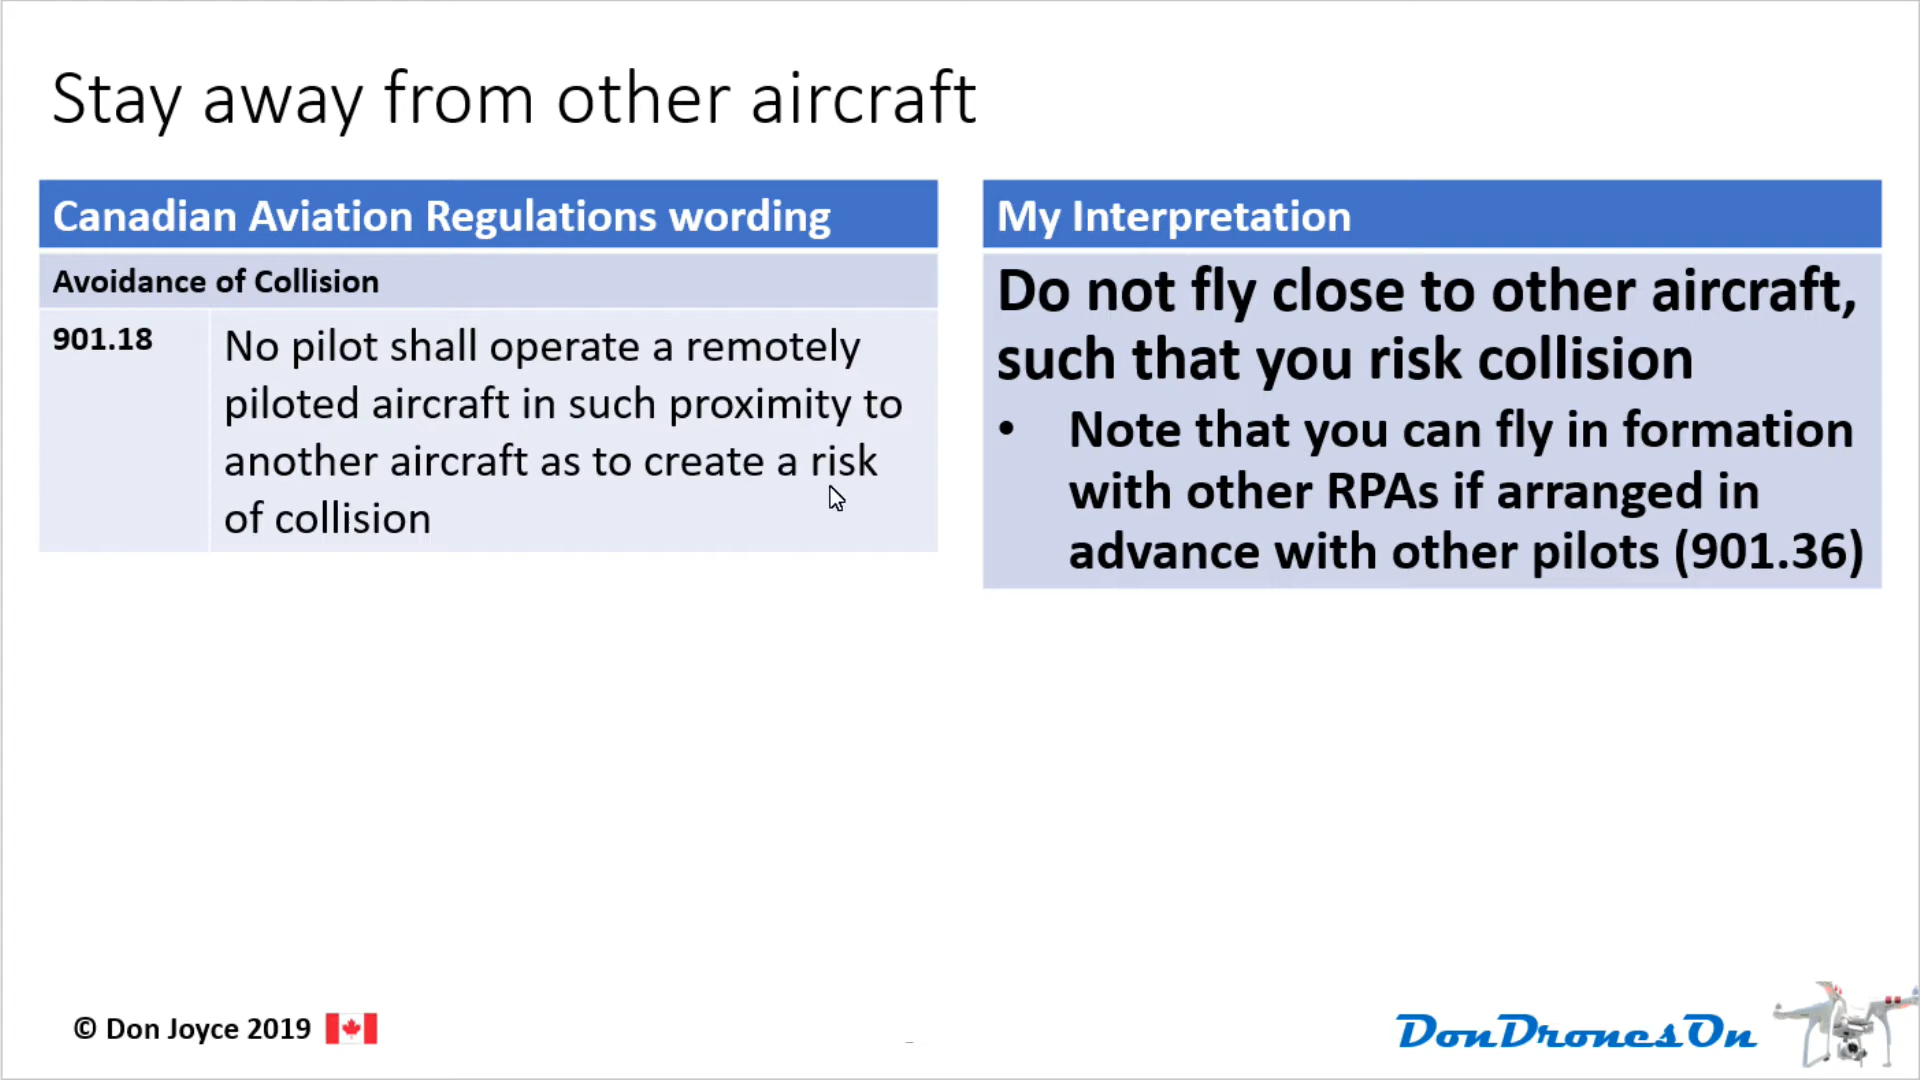 Stay away from other aircraft
Canadian Aviation Regulations wording
Avoidance of Collision
901.18
No pilot shall operate a remotely
piloted aircraft in such proximity to
another aircraft as to create a risk
of collision
My Interpretation
Do not fly close to other aircraft,
such that you risk collision
• Note that you can fly in formation
with other RPAs if arranged in
advance with other pilots (901.36)
© Don Joyce 2019
DonDronesOn